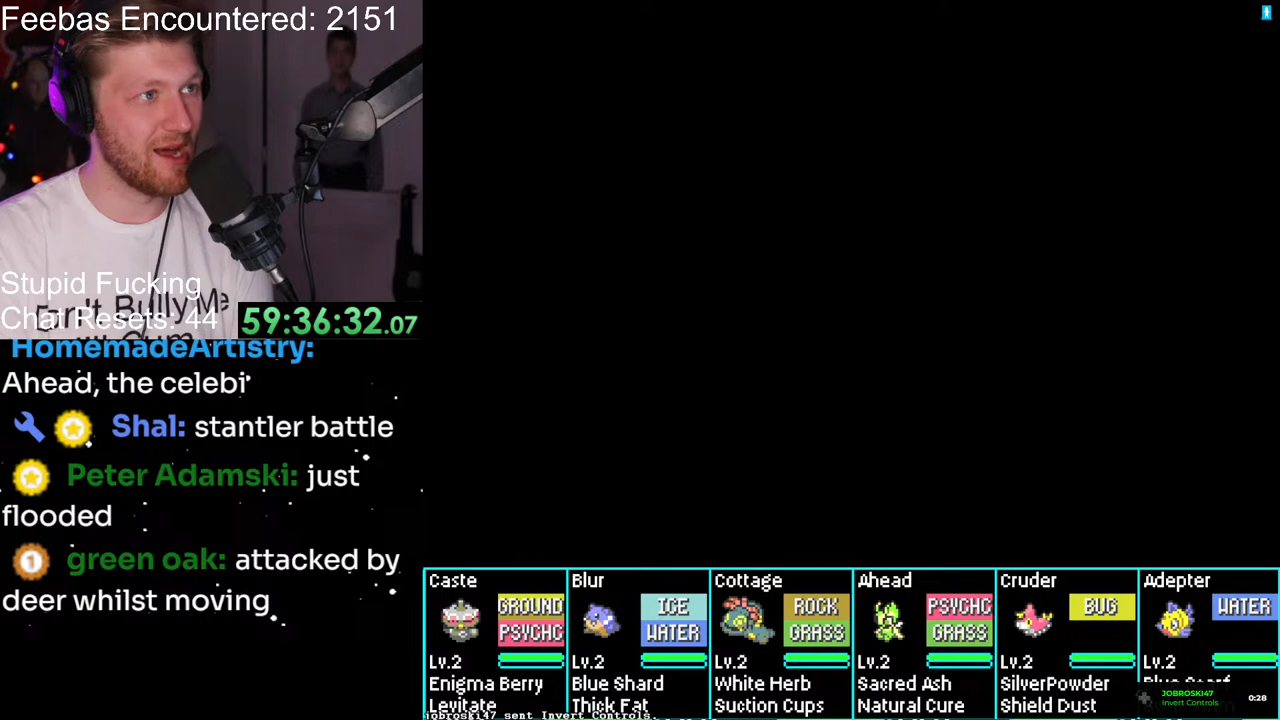 Feebas Encountered: 2151
Stupid Fucking
Chat Resets: 44
59:36:32.07
HomemadeArtistry:
Ahead, the celebi
Shal: stantler battle
Peter Adamski: just
flooded
1 green oak: attacked by
deer whilst moving
Caste
GROUND
PSYCHC
Lv.2
Enigma Berry
Levitate
Blur
ICE
WATER
Lv.2
Blue Shard
Thick Fat
Cottage
ROCK
GRASS
Lv.2
White Herb
Suction Cups
Ahead
PSYCHC
GRASS
Lv.2
Sacred Ash
Natural Cure
Cruder
BUG
Lv.2
SilverPowder
Shield Dust
Adepter
WATER
Lv.2
JOBROSKI47
Invert Controls
0:28
jobroski47 sent Invert Controls.